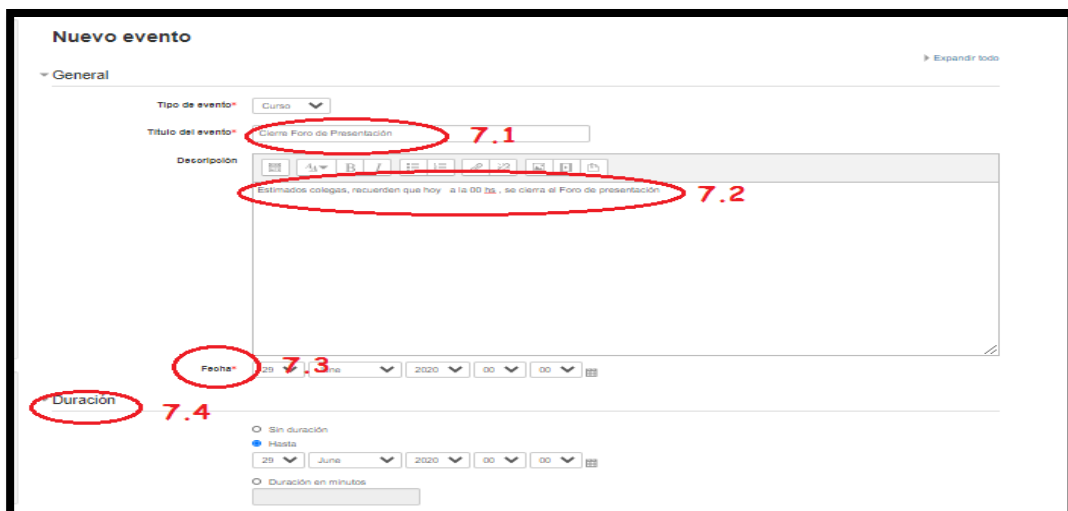 Nuevo evento
Expandir todo
General
Tipo de evento* Curso
Titulo del evento* Cierre Foro de Presentación 7.1
Descripción
B I
Estimados colegas, recuerden que hoy a la 00 hs , se cierra el Foro de presentación 7.2
Fecha* 29 June 2020 00 00 7.3
Duración 7.4
Sin duración
Hasta
29 June 2020 00 00
Duración en minutos